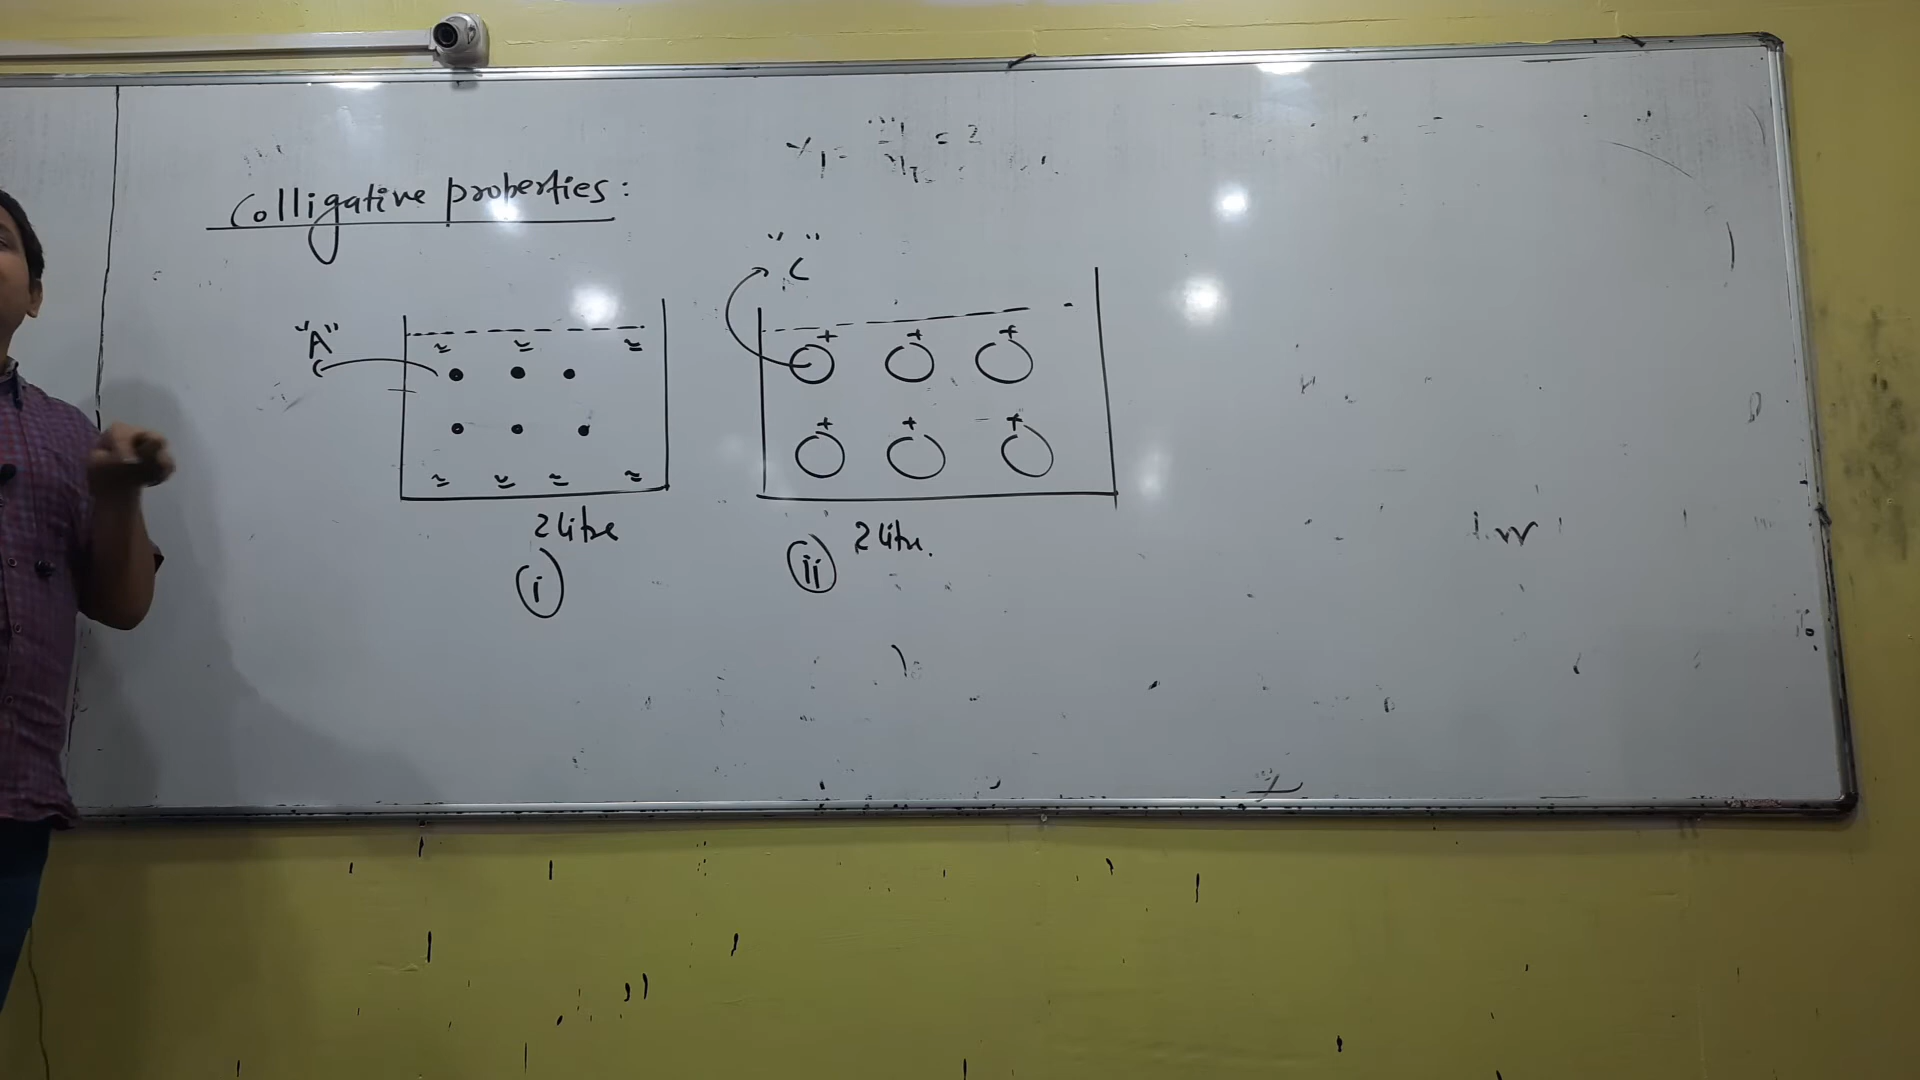 Colligative properties:
"A"
" "
C
+ + +
+ + +
2 litre
(i)
2 litre.
(ii)